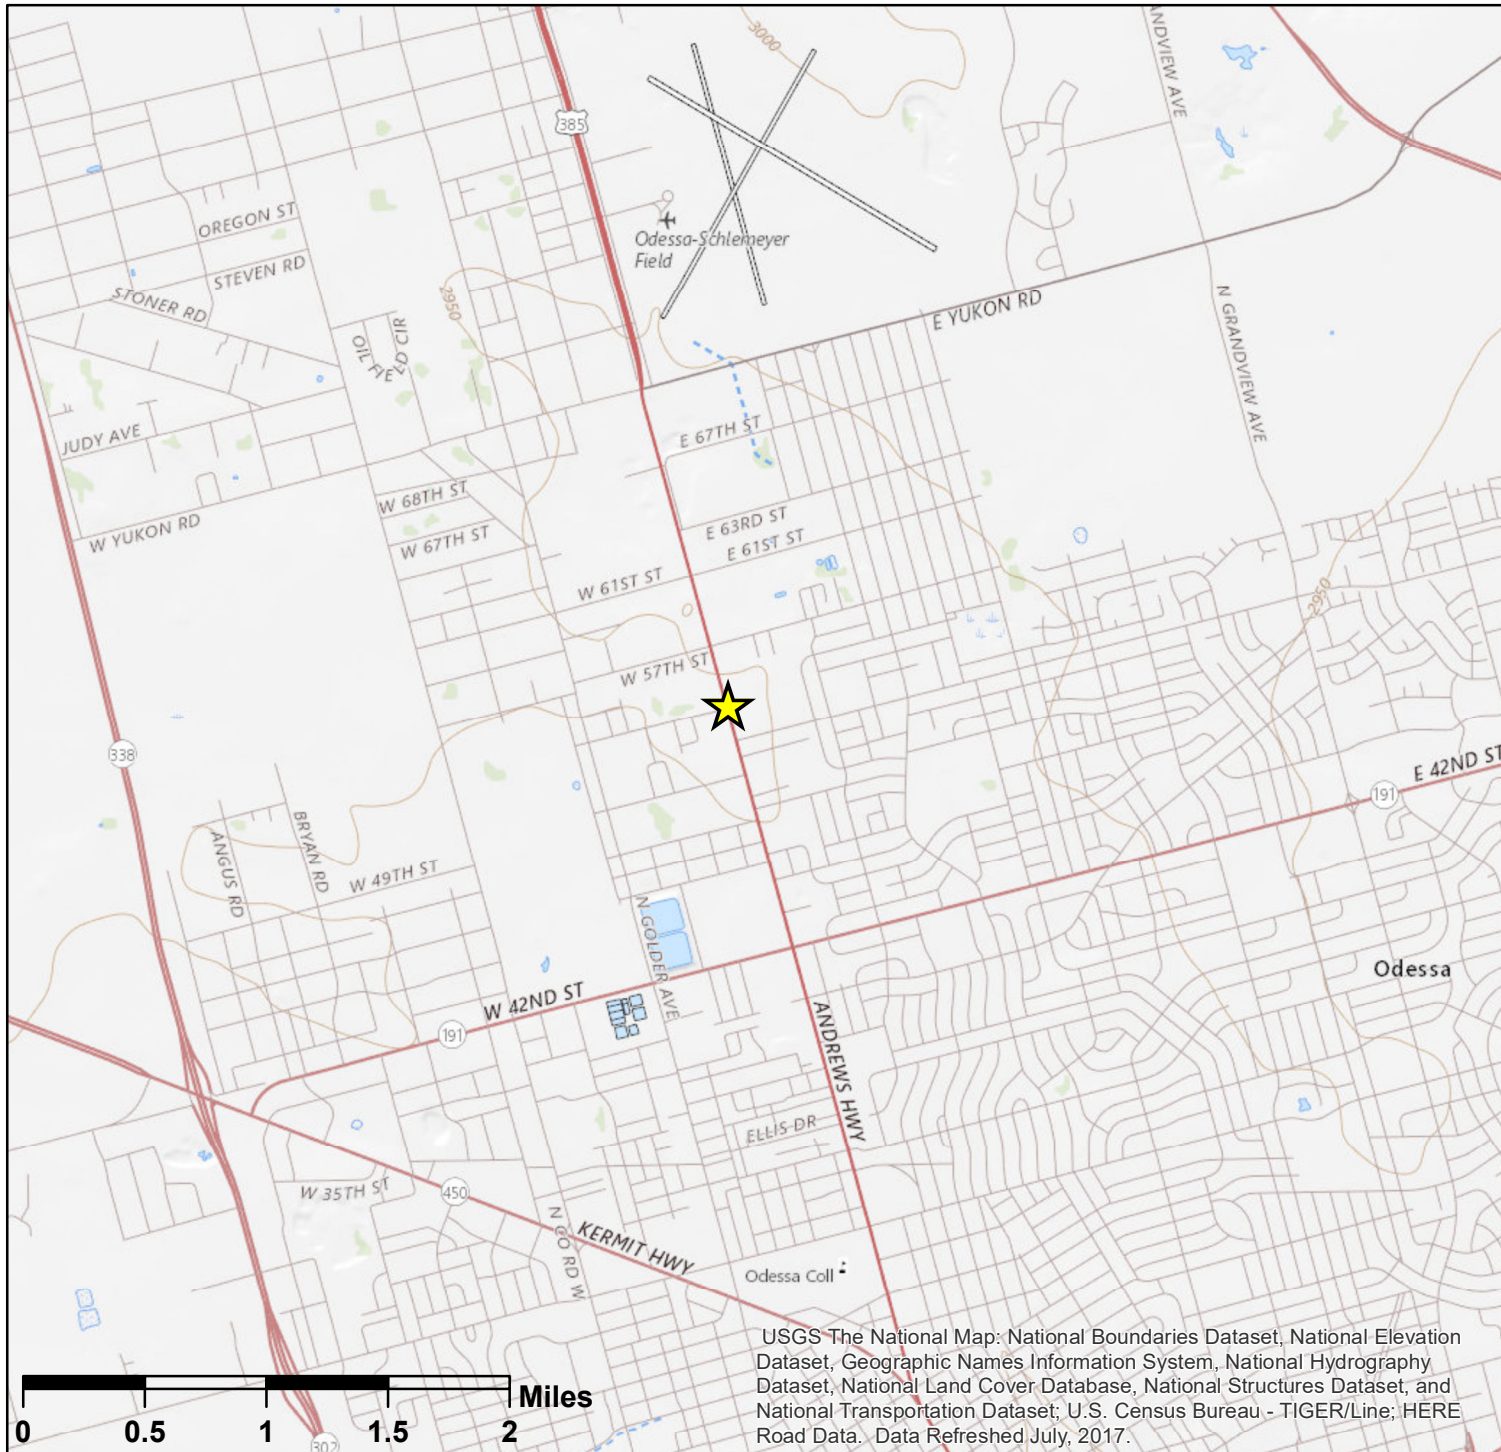 3000
ANDVIEW AVE
385
OREGON ST
Odessa-Schlemeyer
Field
STEVEN RD
STONER RD
2950
E YUKON RD
N GRANDVIEW AVE
OIL FIELD CIR
JUDY AVE
E 67TH ST
W 68TH ST
W YUKON RD
E 63RD ST
W 67TH ST
E 61ST ST
W 61ST ST
2950
W 57TH ST
338
E 42ND ST
191
BRYAN RD
ANGUS RD
W 49TH ST
N GOLDER AVE
Odessa
W 42ND ST
191
ANDREWS HWY
ELLIS DR
W 35TH ST
450
N CO RD W
KERMIT HWY
Odessa Coll
USGS The National Map: National Boundaries Dataset, National Elevation
Dataset, Geographic Names Information System, National Hydrography
Dataset, National Land Cover Database, National Structures Dataset, and
National Transportation Dataset; U.S. Census Bureau - TIGER/Line; HERE
Road Data. Data Refreshed July, 2017.
Miles
0 0.5 1 1.5 2
302